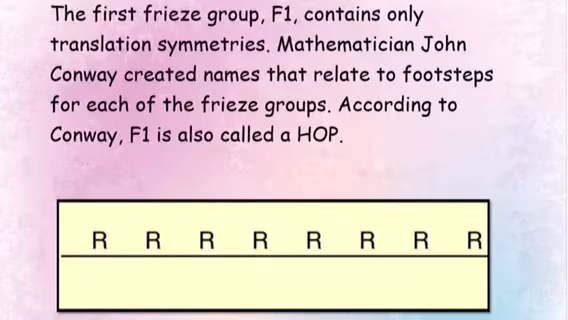 The first frieze group, F1, contains only
translation symmetries. Mathematician John
Conway created names that relate to footsteps
for each of the frieze groups. According to
Conway, F1 is also called a HOP.
R R R R R R R R